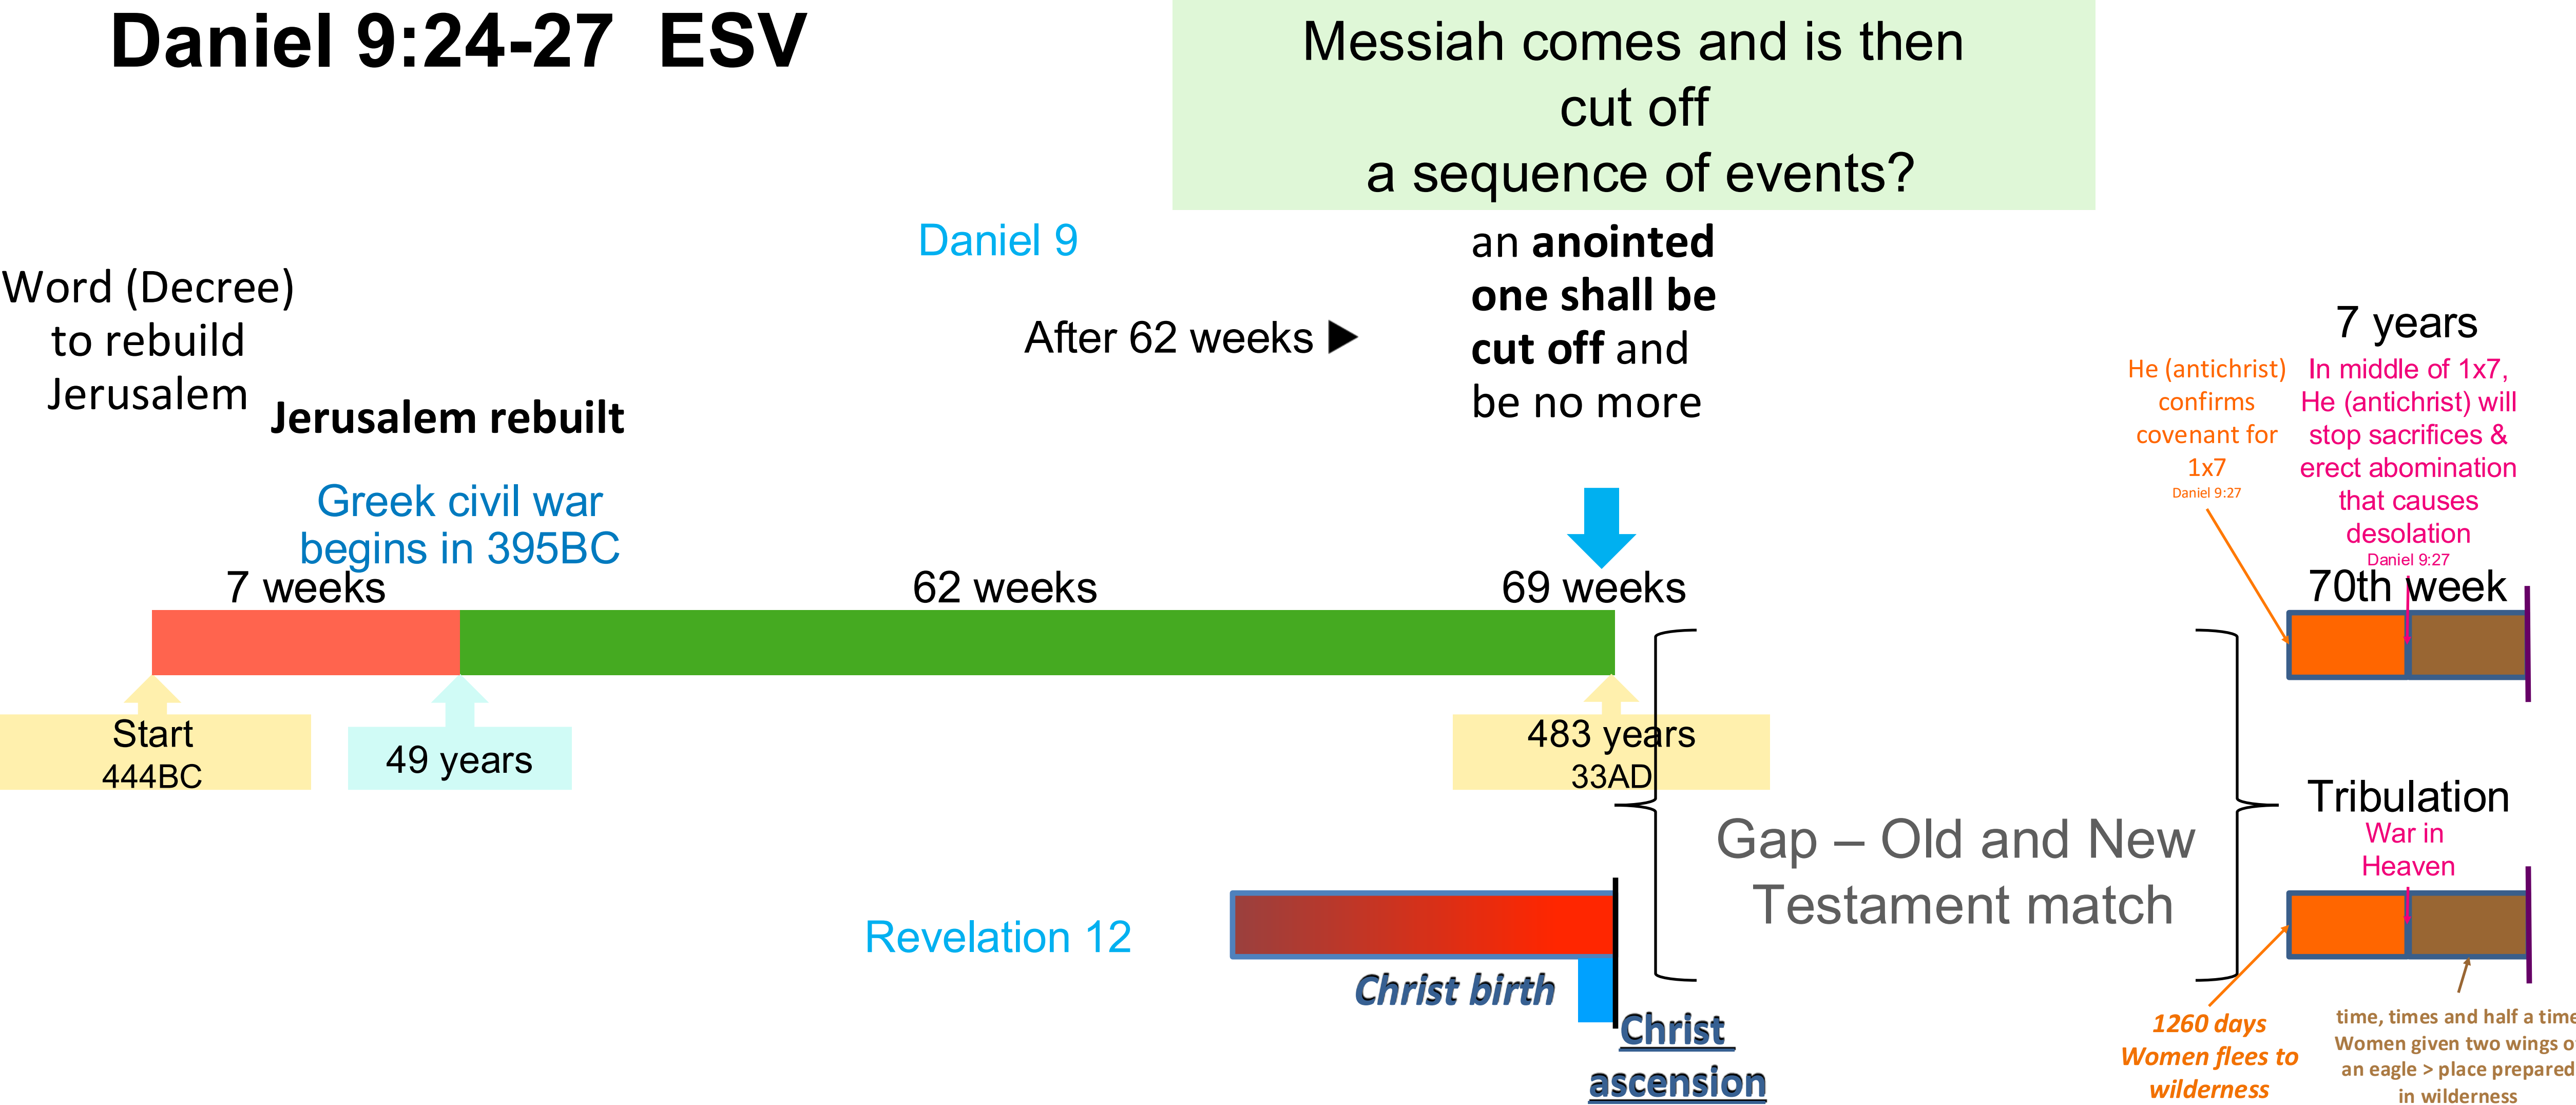 Daniel 9:24-27 ESV
Messiah comes and is then
cut off
a sequence of events?
Daniel 9
Word (Decree)
to rebuild
Jerusalem
Jerusalem rebuilt
After 62 weeks ►
an anointed
one shall be
cut off and
be no more
Greek civil war
begins in 395BC
7 weeks
62 weeks
69 weeks
He (antichrist)
confirms
covenant for
1x7
Daniel 9:27
7 years
In middle of 1x7,
He (antichrist) will
stop sacrifices &
erect abomination
that causes
desolation
Daniel 9:27
70th week
Start
444BC
49 years
483 years
33AD
Gap – Old and New
Testament match
Tribulation
War in
Heaven
Revelation 12
Christ birth
Christ
ascension
1260 days
Women flees to
wilderness
time, times and half a time
Women given two wings o
an eagle > place prepared
in wilderness